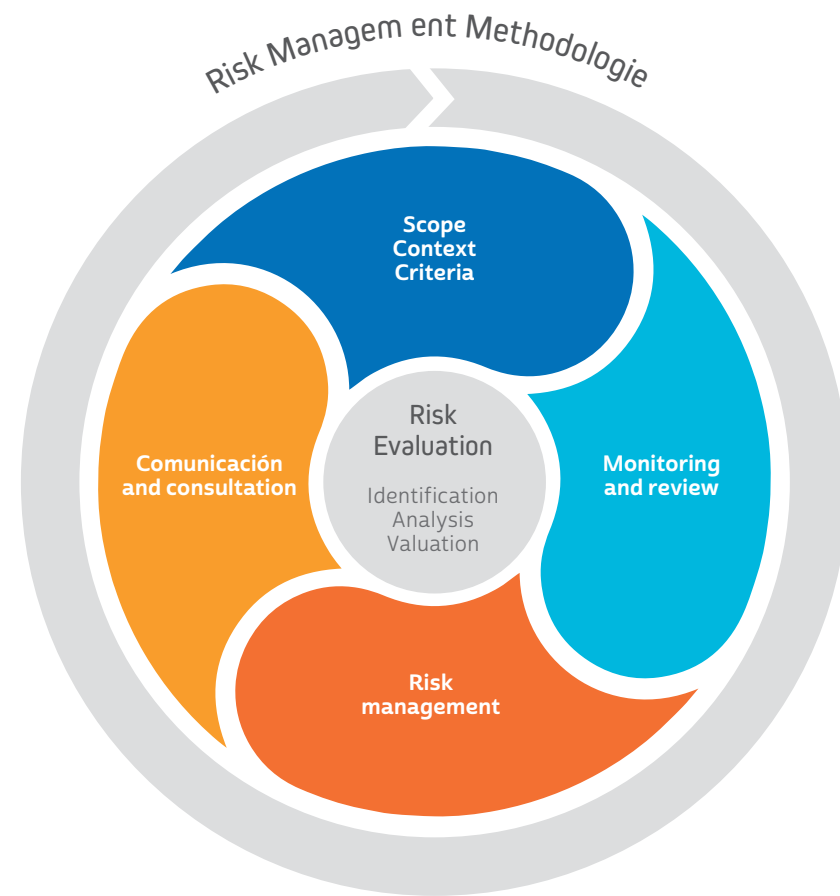 Risk Managem ent Methodologie
Scope
Context
Criteria
Risk
Evaluation
Identification
Analysis
Valuation
Comunicación
and consultation
Monitoring
and review
Risk
management